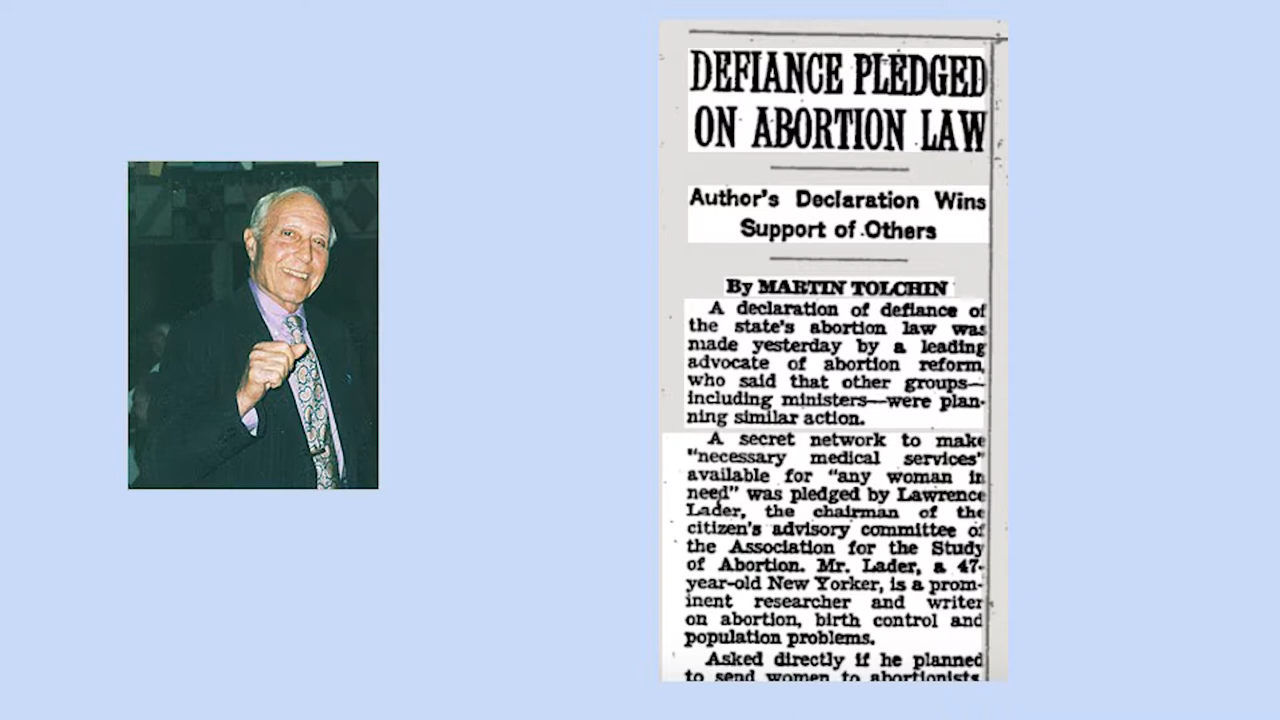 DEFIANCE PLEDGED
ON ABORTION LAW
Author's Declaration Wins
Support of Others
By MARTIN TOLCHIN
A declaration of defiance of
the state's abortion law was
made yesterday by a leading
advocate of abortion reform,
who said that other groups—
including ministers—were plan-
ning similar action.
A secret network to make
"necessary medical services"
available for "any woman in
need" was pledged by Lawrence
Lader, the chairman of the
citizen's advisory committee of
the Association for the Study
of Abortion. Mr. Lader, a 47-
year-old New Yorker, is a prom-
inent researcher and writer
on abortion, birth control and
population problems.
Asked directly if he planned
to send women to abortionists,